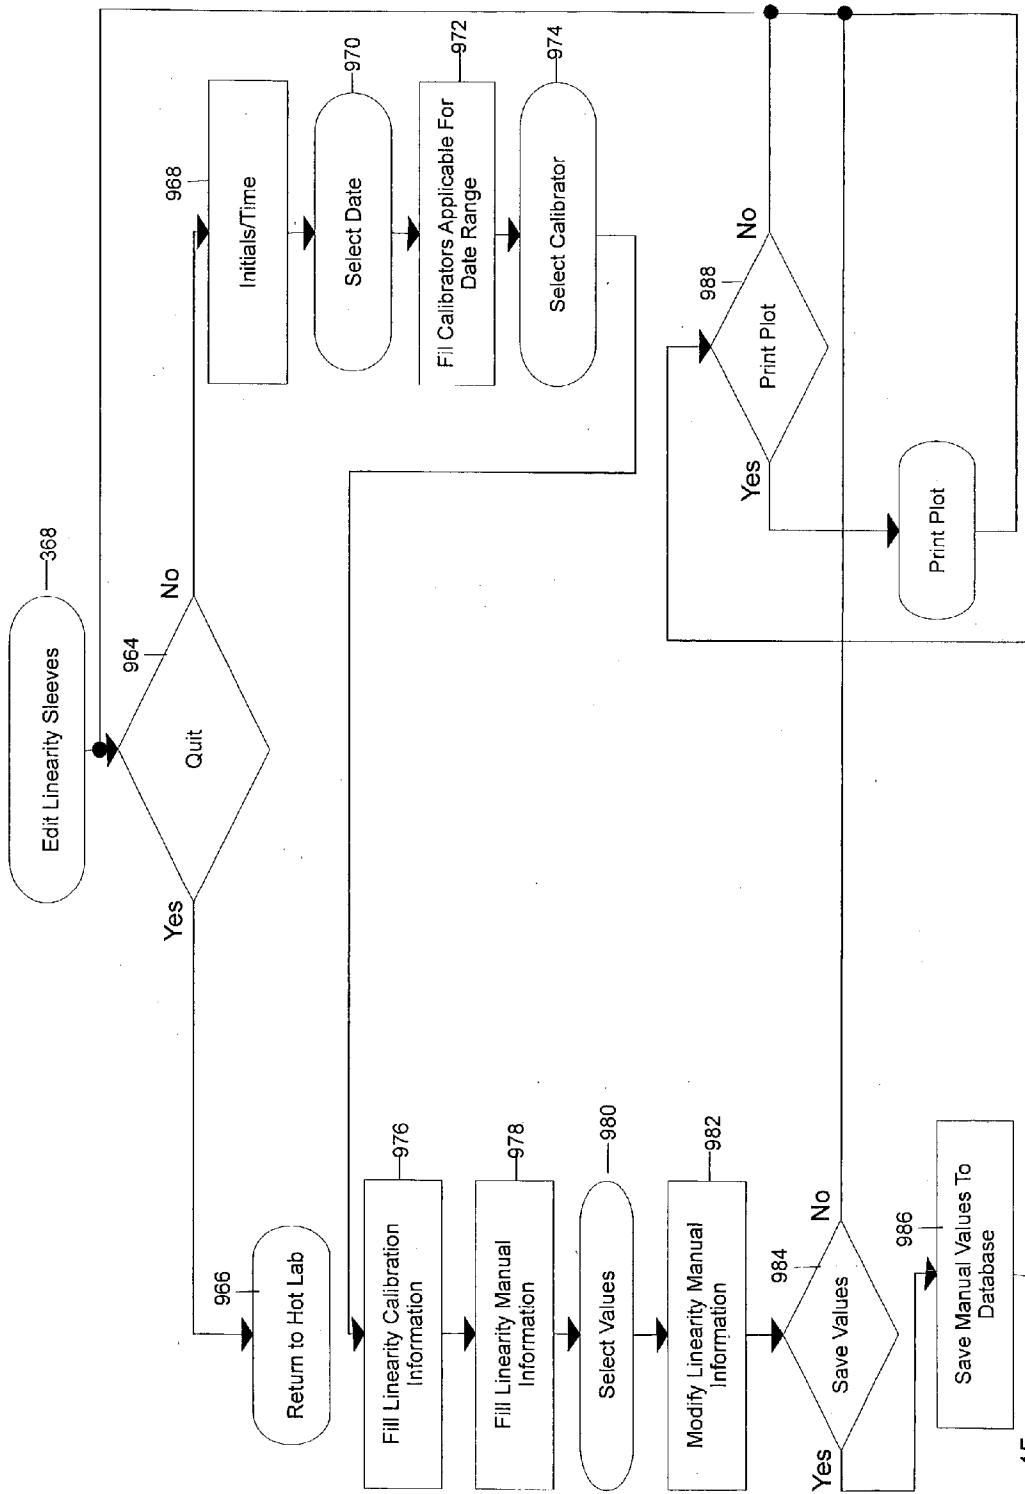 Edit Linearity Sleeves
368
964
Quit
Yes
No
966
Return to Hot Lab
968
Initials/Time
970
Select Date
972
Fil Calibrators Applicable For
Date Range
974
Select Calibrator
976
Fill Linearity Calibration
Information
978
Fill Linearity Manual
Information
980
Select Values
982
Modify Linearity Manual
Information
984
Save Values
Yes
No
986
Save Manual Values To
Database
988
Print Plot
Yes
No
Print Plot